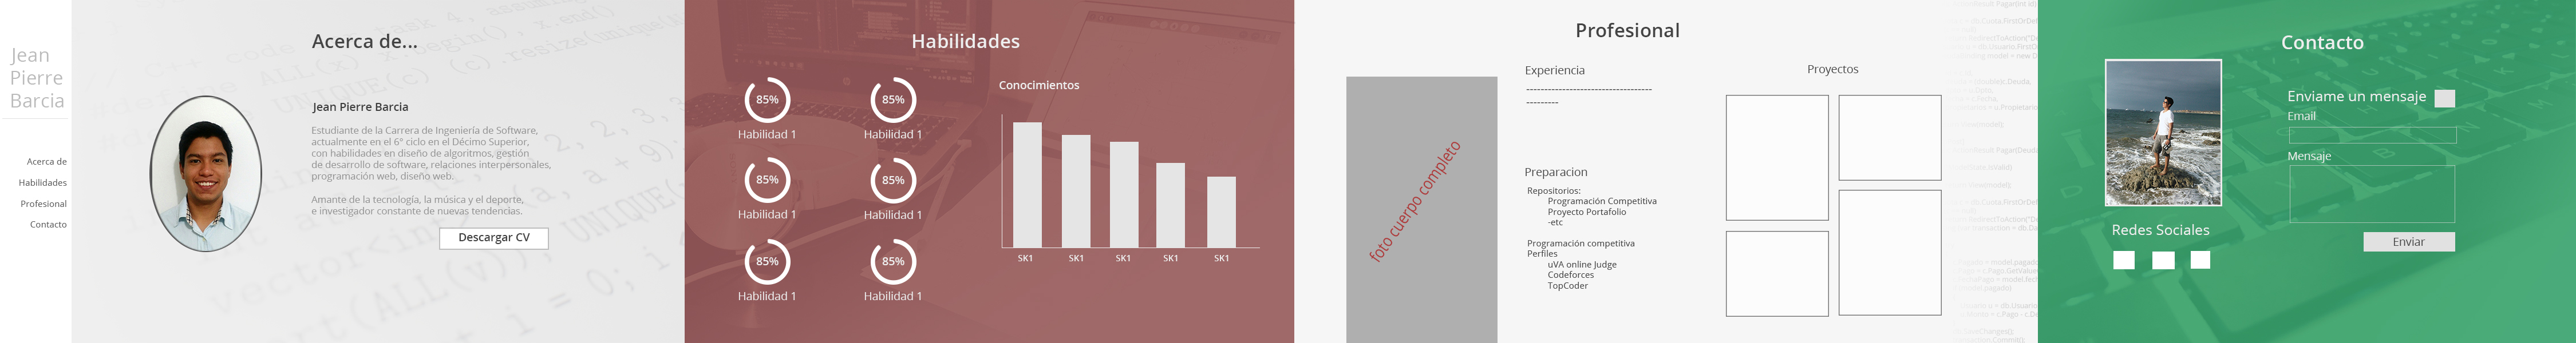 Jean
Pierre
Barcia
Acerca de
Habilidades
Profesional
Contacto
Acerca de...
Jean Pierre Barcia
Estudiante de la Carrera de Ingeniería de Software,
actualmente en el 6° ciclo en el Décimo Superior,
con habilidades en diseño de algoritmos, gestión
de desarrollo de software, relaciones interpersonales,
programación web, diseño web.
Amante de la tecnología, la música y el deporte,
e investigador constante de nuevas tendencias.
Descargar CV
Habilidades
85%
Habilidad 1
85%
Habilidad 1
85%
Habilidad 1
85%
Habilidad 1
85%
Habilidad 1
85%
Habilidad 1
Conocimientos
SK1
SK1
SK1
SK1
SK1
Profesional
foto cuerpo completo
Experiencia
Preparacion
Repositorios:
Programación Competitiva
Proyecto Portafolio
-etc
Programación competitiva
Perfiles
uVA online Judge
Codeforces
TopCoder
Proyectos
Contacto
Redes Sociales
Enviame un mensaje
Email
Mensaje
Enviar